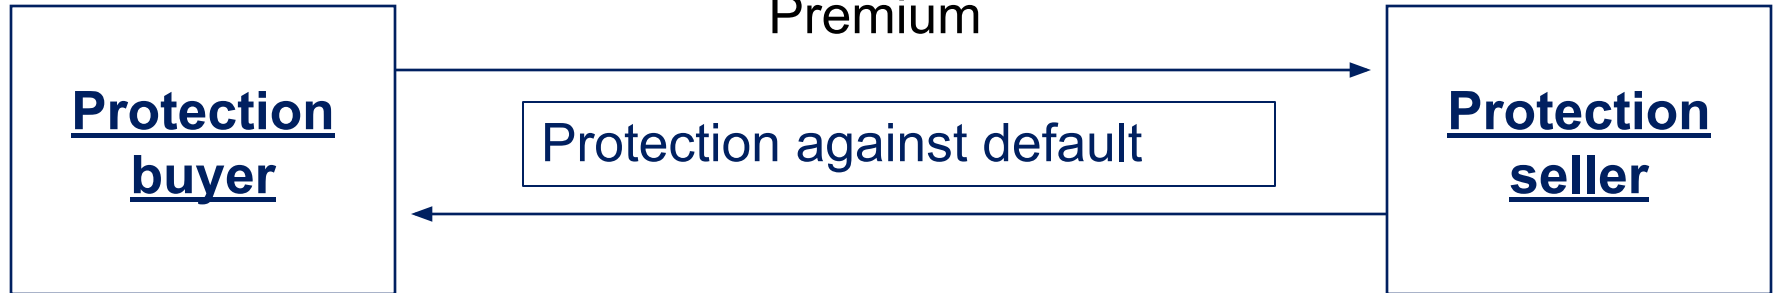 Premium
Protection
buyer
Protection against default
Protection
seller